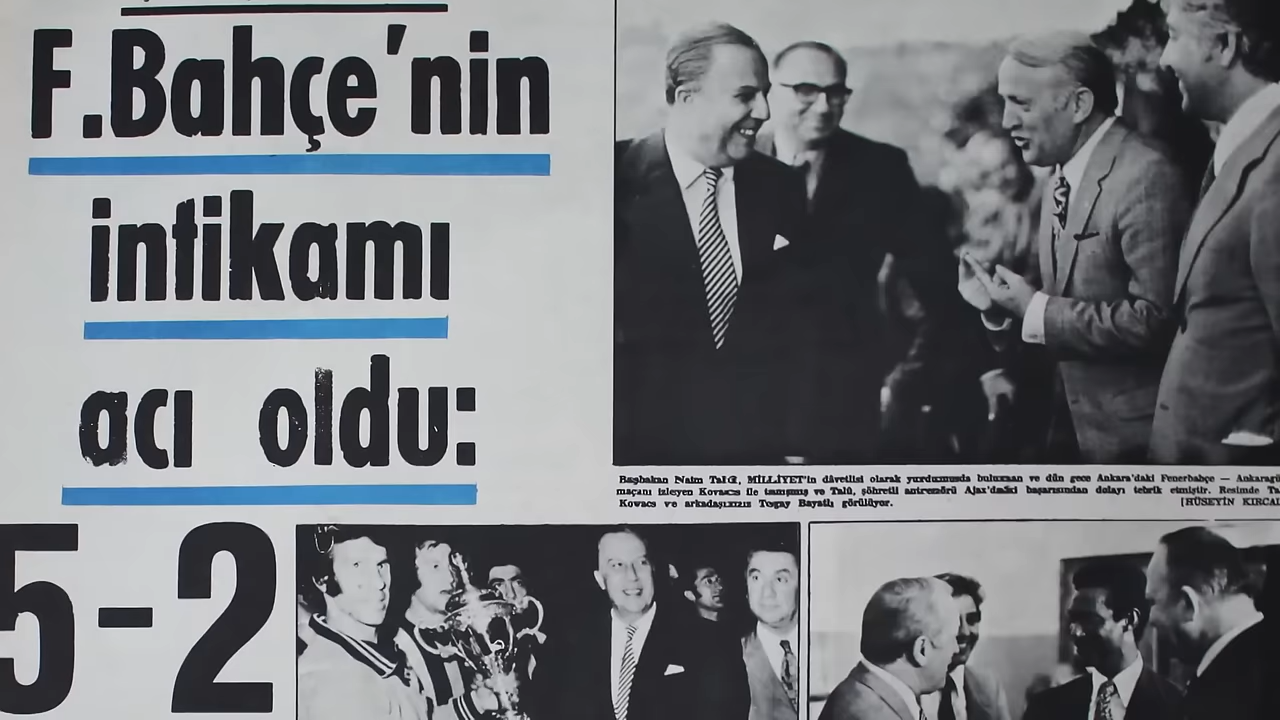 F.Bahçe'nin
intikamı
acı oldu:
5-2
Başbakan Naim Talû, MİLLİYET'in dâvetlisi olarak yurdumuzda bulunan ve dün gece Ankara'daki Fenerbahçe — Ankaragü
maçını izleyen Kovacs ile tanışmış ve Talû, şöhretli antrenörü Ajax'daki başarısından dolayı tebrik etmiştir. Resimde Ta
Kovacs ve arkadaşımız Togay Bayatlı görülüyor. [HÜSEYİN KIRCAL